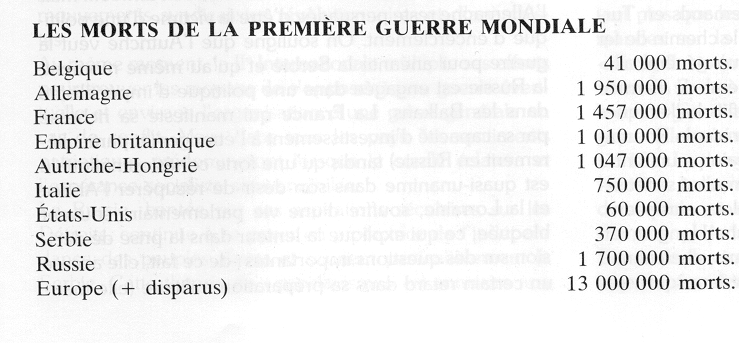 LES MORTS DE LA PREMIÈRE GUERRE MONDIALE
Belgique 41 000 morts.
Allemagne 1 950 000 morts.
France 1 457 000 morts.
Empire britannique 1 010 000 morts.
Autriche-Hongrie 1 047 000 morts.
Italie 750 000 morts.
États-Unis 60 000 morts.
Serbie 370 000 morts.
Russie 1 700 000 morts.
Europe (+ disparus) 13 000 000 morts.